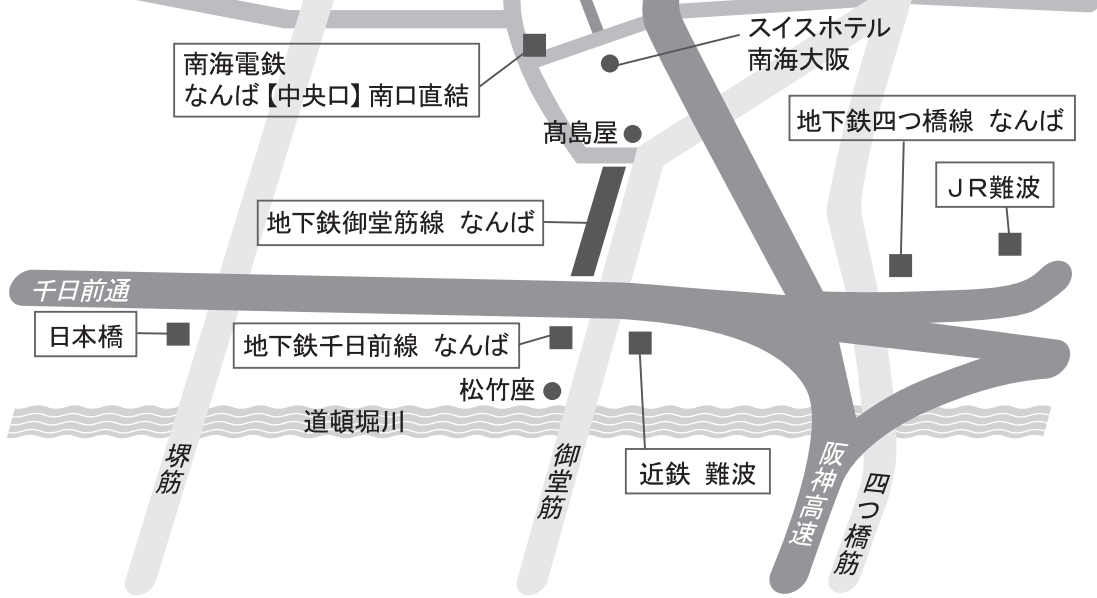 スイスホテル
南海大阪
南海電鉄
なんば【中央口】南口直結
地下鉄四つ橋線 なんば
髙島屋
JR難波
地下鉄御堂筋線 なんば
千日前通
日本橋
地下鉄千日前線 なんば
松竹座
道頓堀川
近鉄 難波
堺筋
御堂筋
阪神高速
四つ橋筋